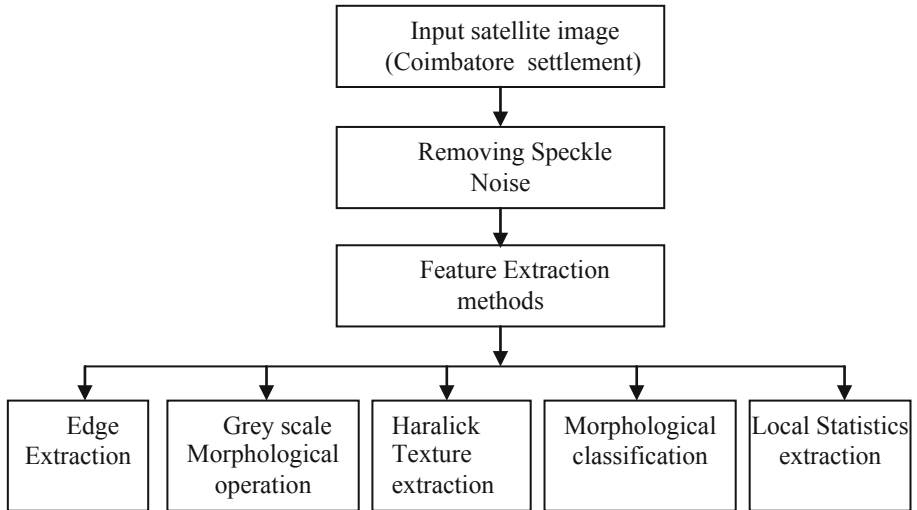 Input satellite image
(Coimbatore settlement)
Removing Speckle
Noise
Feature Extraction
methods
Edge
Extraction
Grey scale
Morphological
operation
Haralick
Texture
extraction
Morphological
classification
Local Statistics
extraction